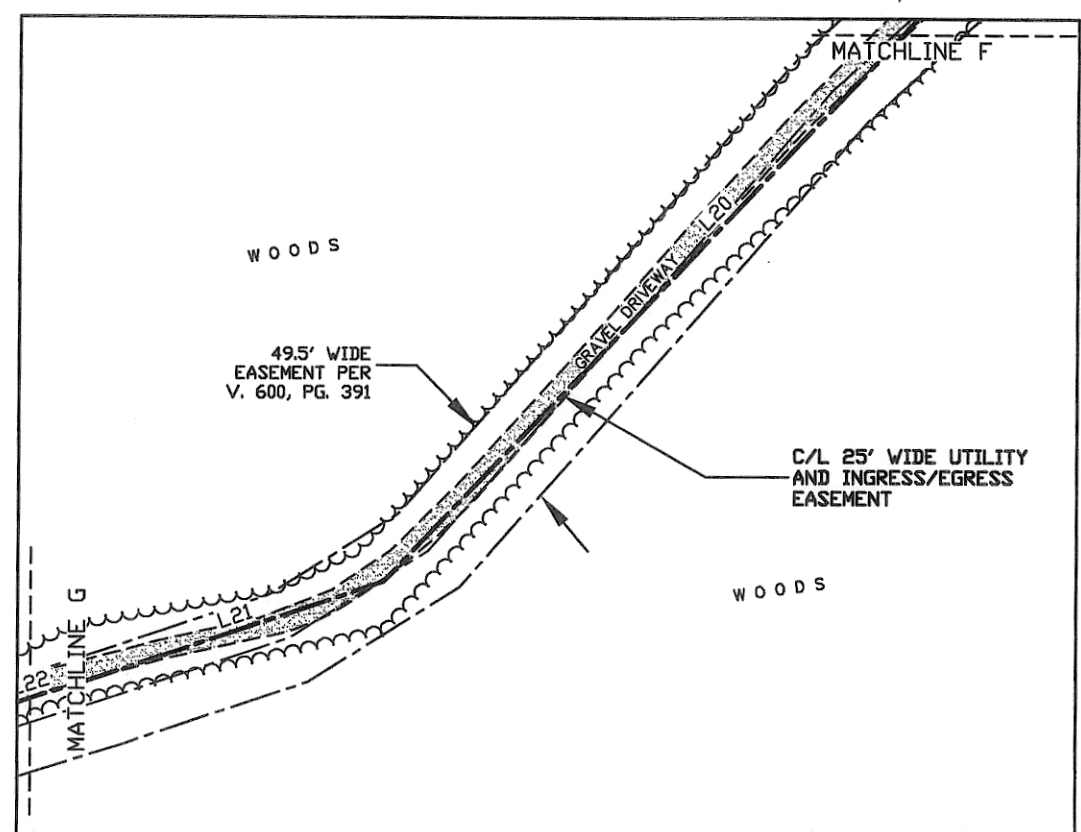 MATCHLINE F
WOODS
L20
GRAVEL DRIVEWAY
49.5' WIDE
EASEMENT PER
V. 600, PG. 391
C/L 25' WIDE UTILITY
AND INGRESS/EGRESS
EASEMENT
WOODS
L21
MATCHLINE G
22